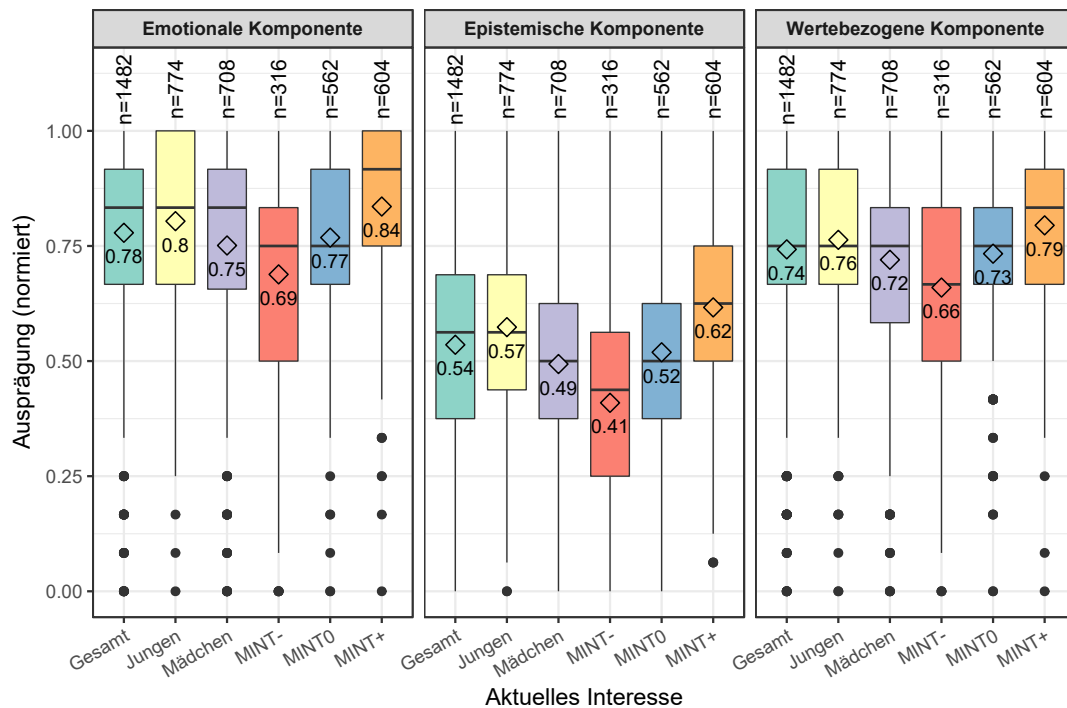 Emotionale Komponente
Epistemische Komponente
Wertebezogene Komponente
n=1482 n=774 n=708 n=316 n=562 n=604
n=1482 n=774 n=708 n=316 n=562 n=604
n=1482 n=774 n=708 n=316 n=562 n=604
Ausprägung (normiert)
1.00
0.75
0.50
0.25
0.00
0.78 0.8 0.75 0.69 0.77 0.84
0.54 0.57 0.49 0.41 0.52 0.62
0.74 0.76 0.72 0.66 0.73 0.79
Gesamt Jungen Mädchen MINT- MINT0 MINT+
Gesamt Jungen Mädchen MINT- MINT0 MINT+
Gesamt Jungen Mädchen MINT- MINT0 MINT+
Aktuelles Interesse